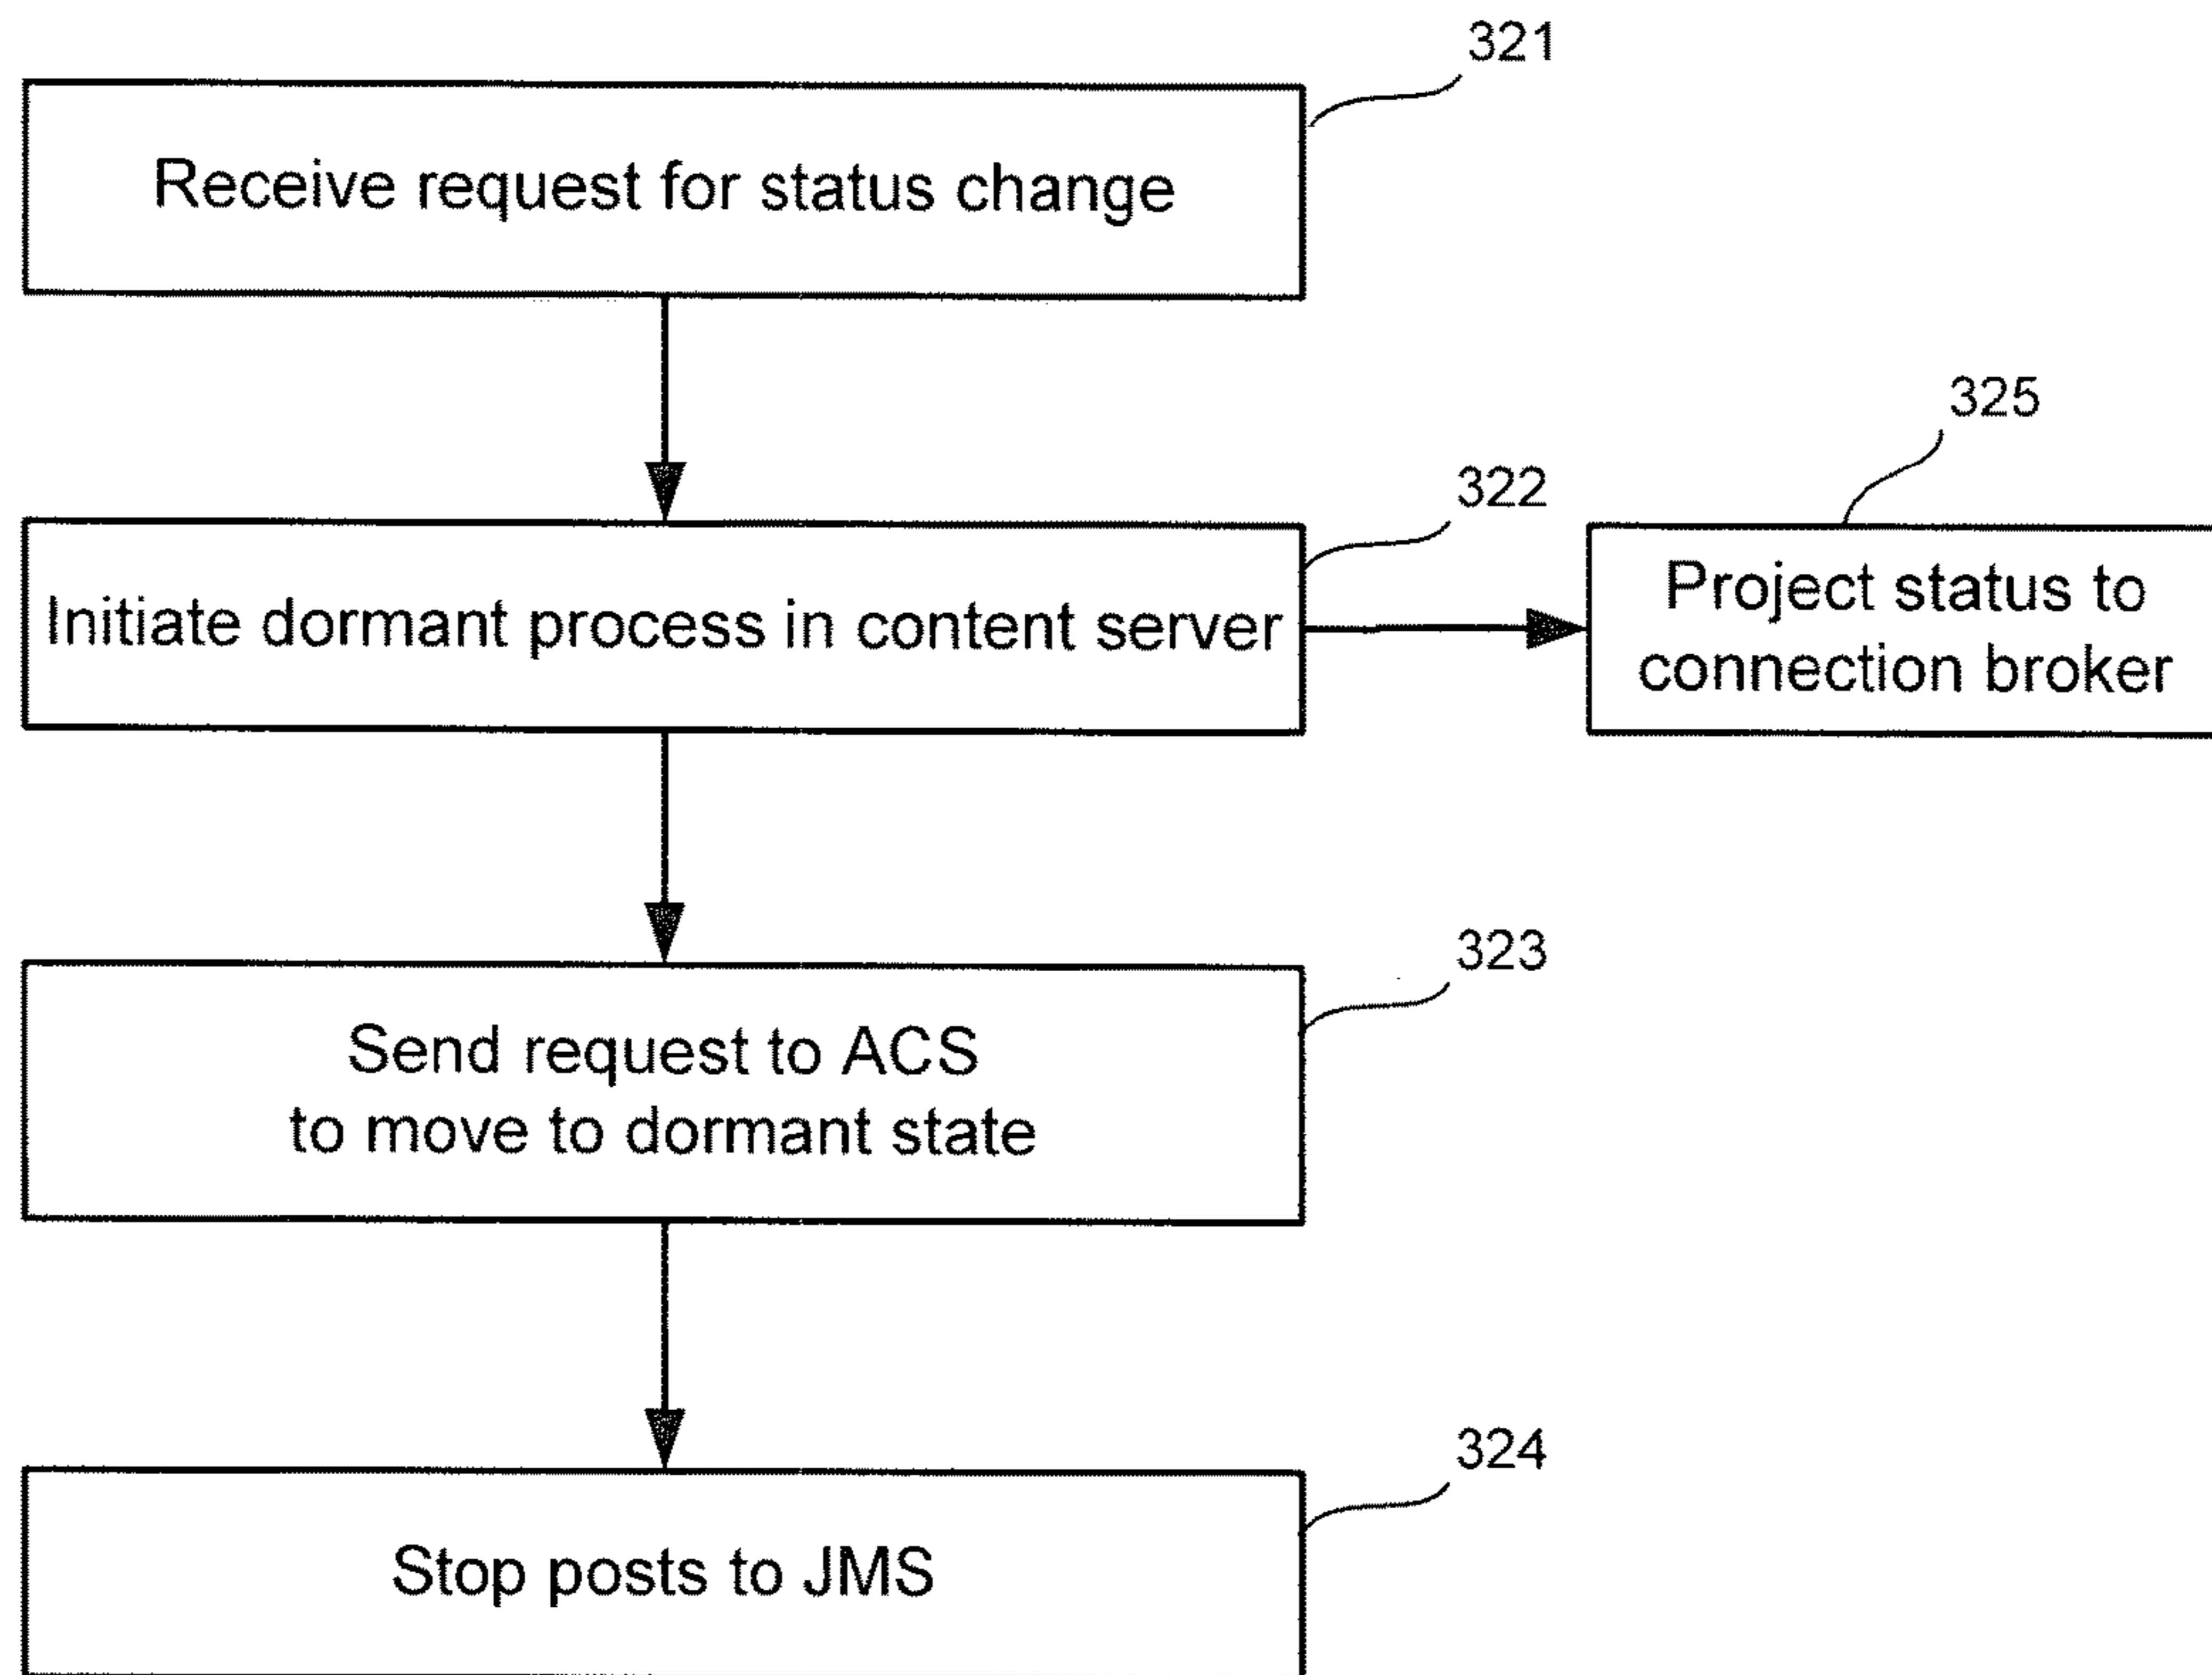 321
Receive request for status change
325
322
Initiate dormant process in content server
Project status to
connection broker
323
Send request to ACS
to move to dormant state
324
Stop posts to JMS